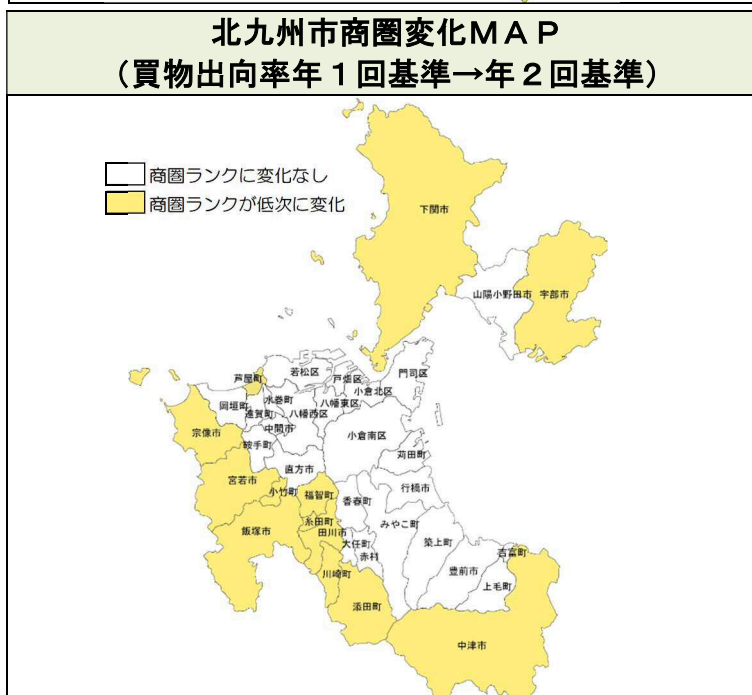 北九州市商圏変化MAP
（買物出向率年１回基準→年２回基準）
商圏ランクに変化なし
商圏ランクが低次に変化
下関市
山陽小野田市
宇部市
芦屋町
若松区
戸畑区
門司区
小倉北区
岡垣町
水巻町
遠賀町
八幡西区
八幡東区
中間市
宗像市
鞍手町
小倉南区
苅田町
直方市
宮若市
小竹町
福智町
香春町
行橋市
飯塚市
糸田町
田川市
みやこ町
大任町
赤村
築上町
吉富町
川崎町
豊前市
上毛町
添田町
中津市